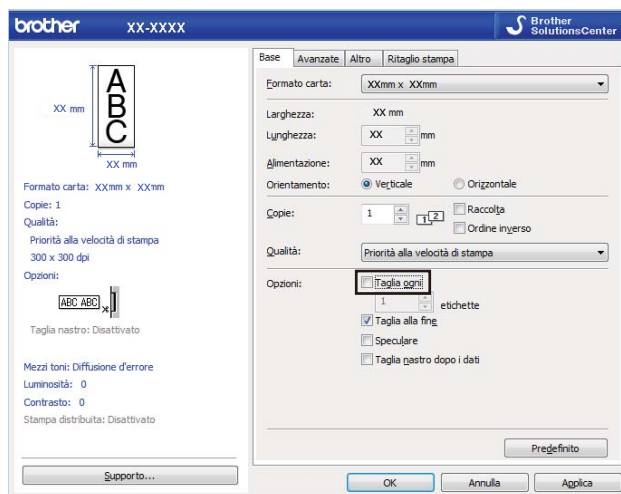 brother XX-XXXX
Brother
SolutionsCenter
A
B
C
XX mm
XX mm
Formato carta: XXmm x XXmm
Copie: 1
Qualità:
Priorità alla velocità di stampa
300 x 300 dpi
Opzioni:
ABC ABC
Taglia nastro: Disattivato
Mezzi toni: Diffusione d'errore
Luminosità: 0
Contrasto: 0
Stampa distribuita: Disattivato
Supporto...
Base Avanzate Altro Ritaglio stampa
Formato carta: XXmm x XXmm
Larghezza: XX mm
Lunghezza: XX mm
Alimentazione: XX mm
Orientamento: Verticale Orizzontale
Copie: 1 1 2 Raccolta
Ordine inverso
Qualità: Priorità alla velocità di stampa
Opzioni: Taglia ogni
1 etichette
Taglia alla fine
Speculare
Taglia nastro dopo i dati
Predefinito
OK Annulla Applica